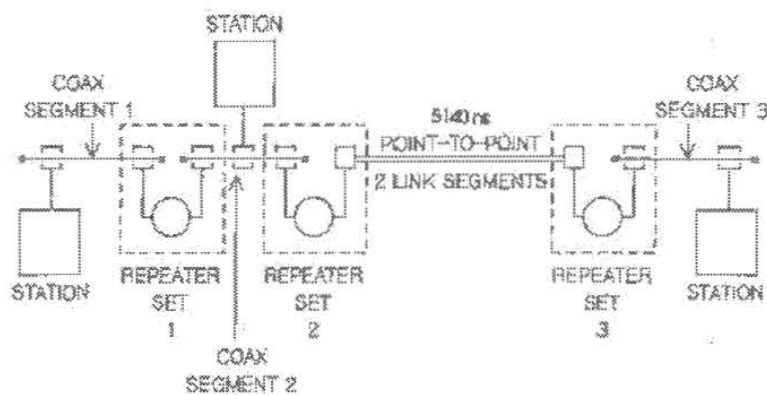 STATION
COAX
SEGMENT 1
COAX
SEGMENT 3
5140 ns
POINT-TO-POINT
2 LINK SEGMENTS
STATION
REPEATER
SET
1
REPEATER
SET
2
REPEATER
SET
3
STATION
COAX
SEGMENT 2